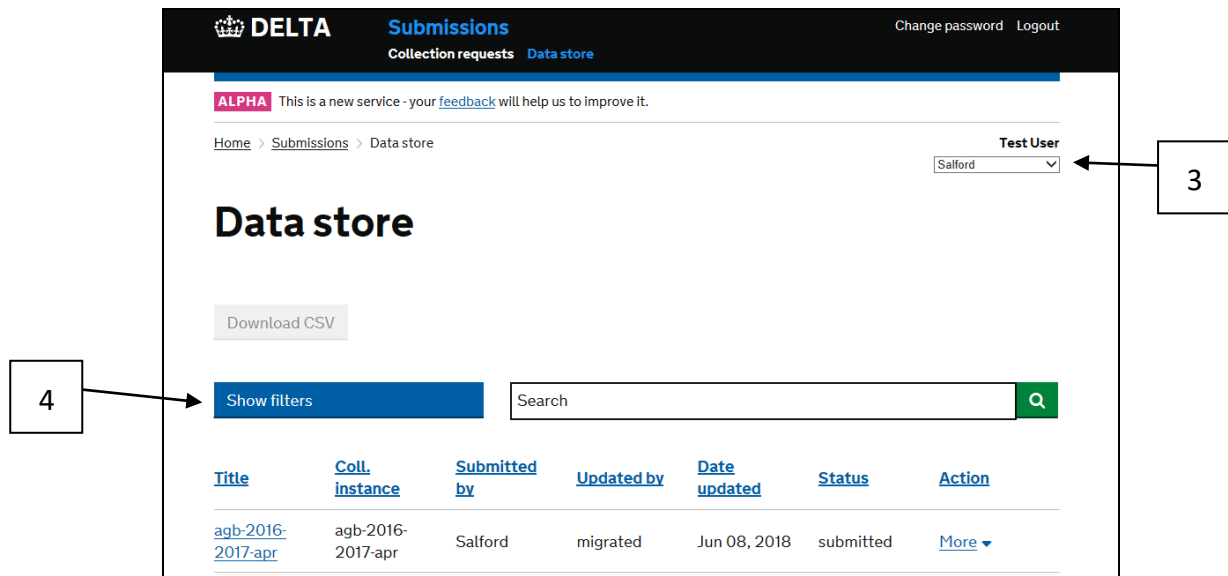 DELTA Submissions Change password Logout
Collection requests Data store
ALPHA This is a new service - your feedback will help us to improve it.
Home > Submissions > Data store
Test User
Salford
3
Data store
Download CSV
4
Show filters Search
Title Coll. instance Submitted by Updated by Date updated Status Action
agb-2016-2017-apr agb-2016-2017-apr Salford migrated Jun 08, 2018 submitted More